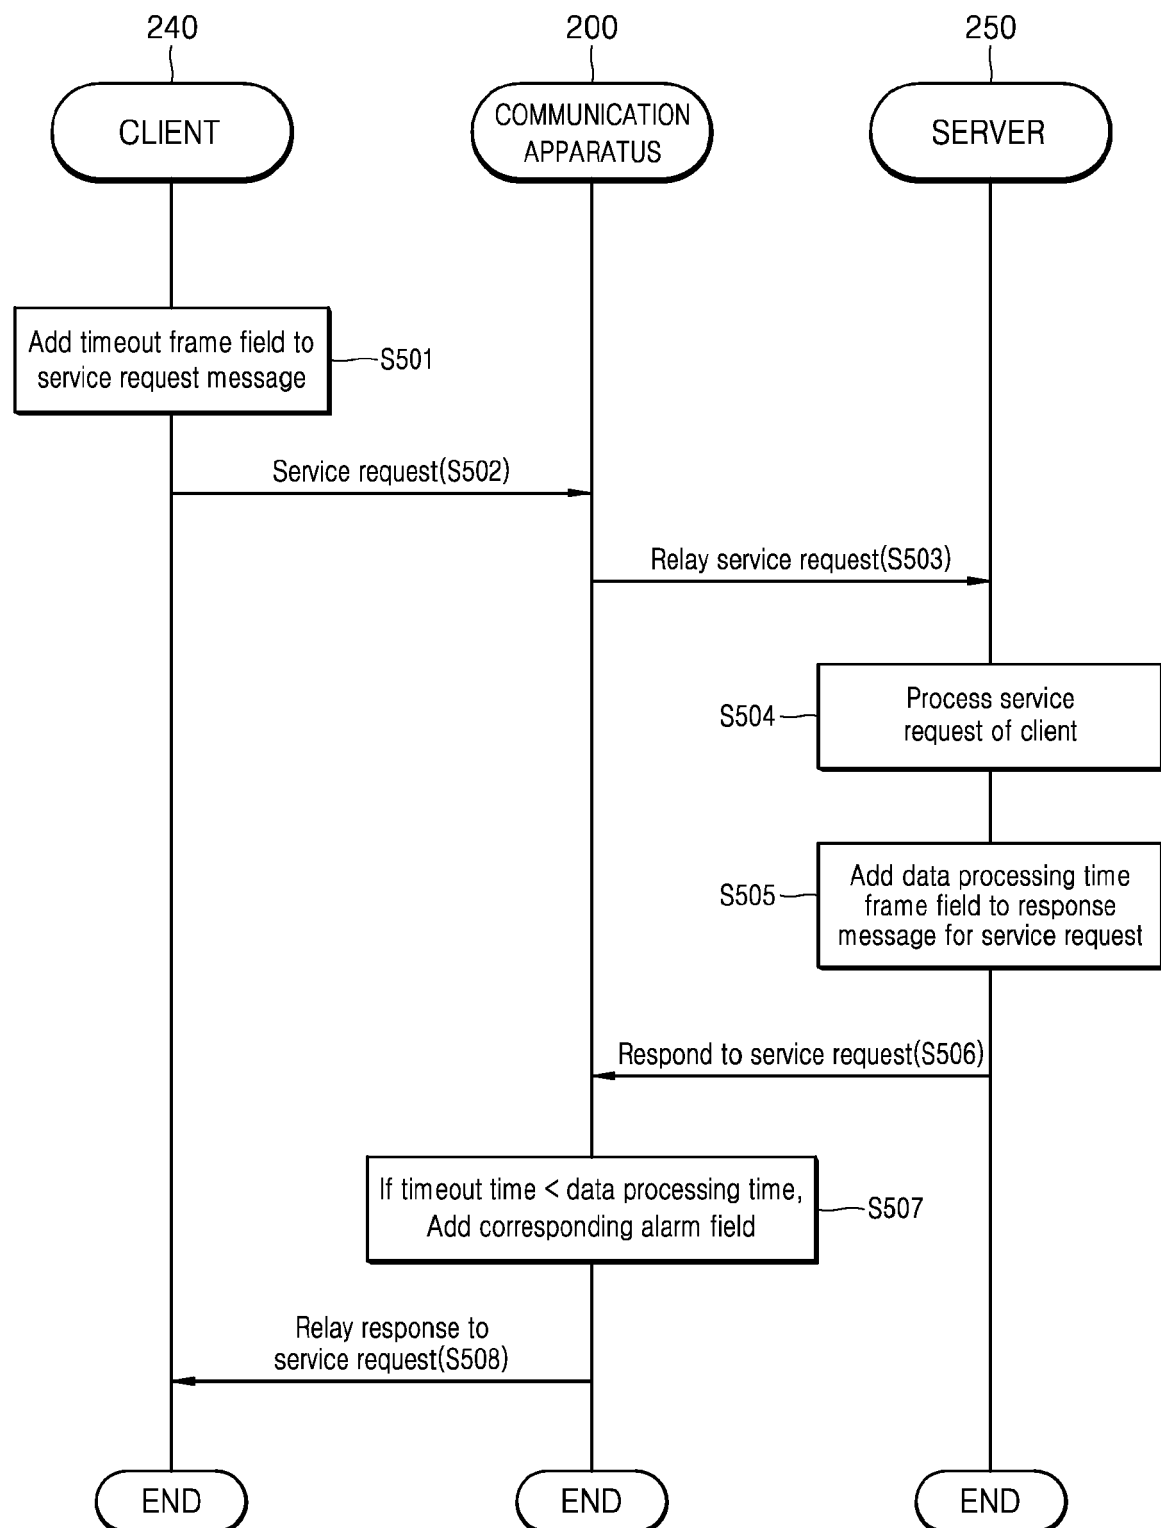 240
200
250
CLIENT
COMMUNICATION
APPARATUS
SERVER
Add timeout frame field to
service request message
S501
Service request(S502)
Relay service request(S503)
S504
Process service
request of client
S505
Add data processing time
frame field to response
message for service request
Respond to service request(S506)
If timeout time < data processing time,
Add corresponding alarm field
S507
Relay response to
service request(S508)
END
END
END